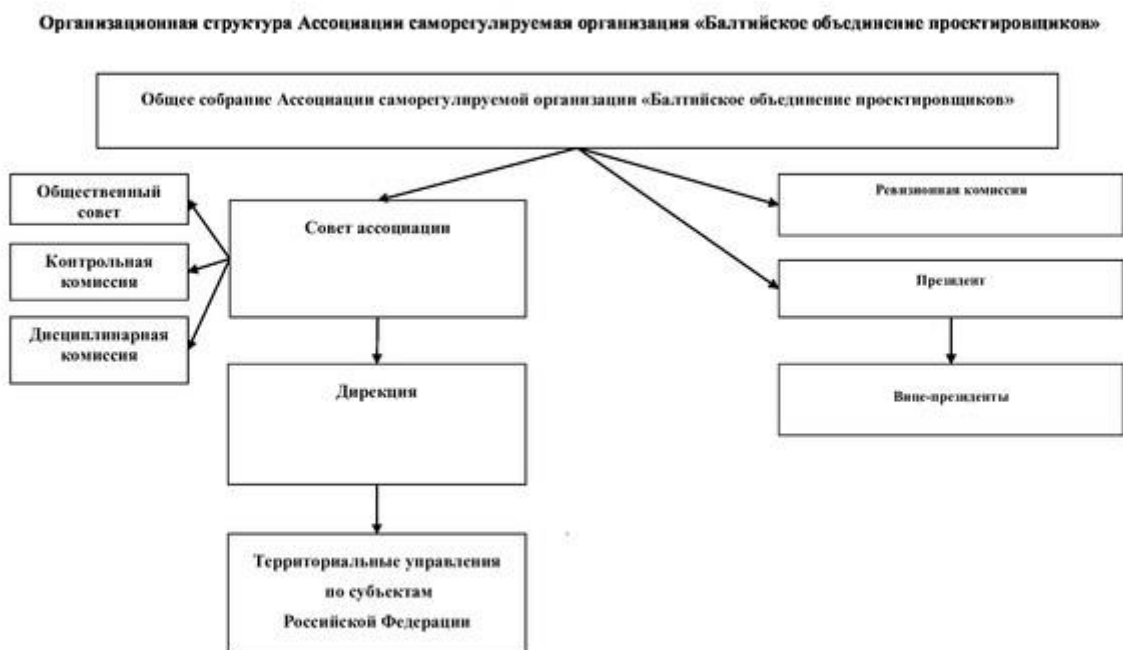 Организационная структура Ассоциации саморегулируемая организация «Балтийское объединение проектировщиков»
Общее собрание Ассоциации саморегулируемой организации «Балтийское объединение проектировщиков»
Общественный
совет
Контрольная
комиссия
Дисциплинарная
комиссия
Совет ассоциации
Дирекция
Территориальные управления
по субъектам
Российской Федерации
Ревизионная комиссия
Президент
Вице-президенты